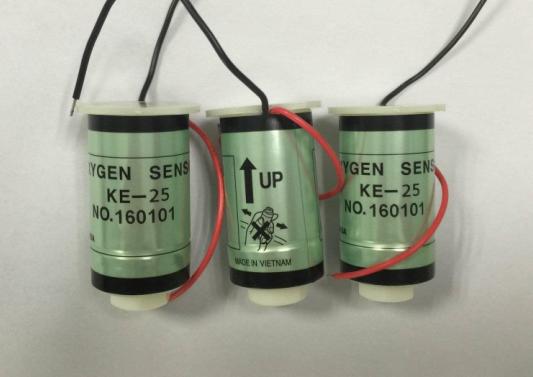 YGEN SENS
KE-25
NO.160101
UP
MADE IN VIETNAM
YGEN SENS
KE-25
NO.160101